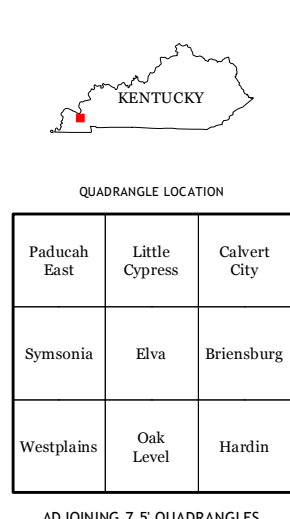 KENTUCKY
QUADRANGLE LOCATION
Paducah East
Little Cypress
Calvert City
Symsonia
Elva
Briensburg
Westplains
Oak Level
Hardin
ADJOINING 7.5' QUADRANGLES